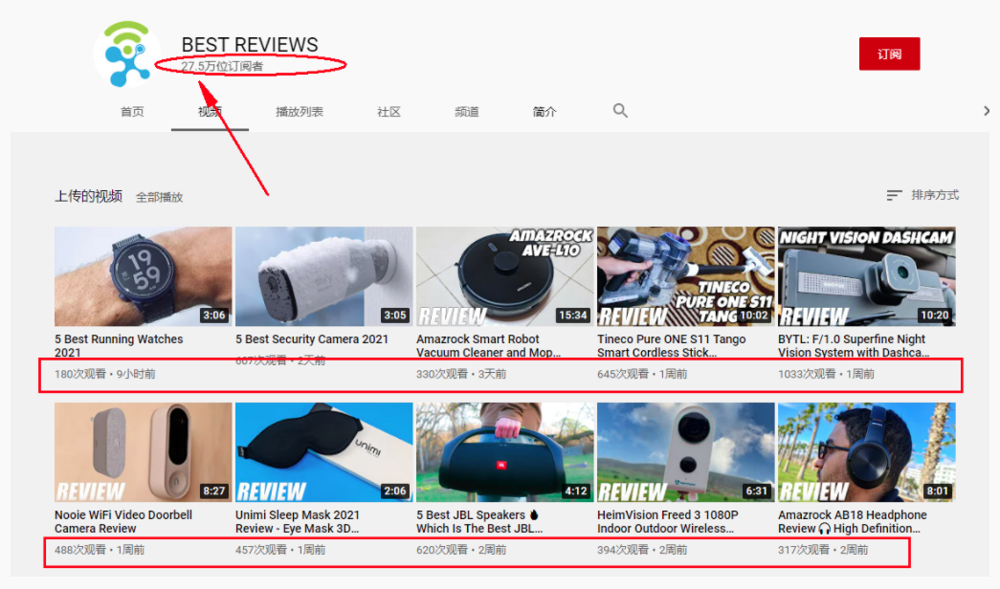 BEST REVIEWS
27.5万位订阅者
订阅
首页 视频 播放列表 社区 频道 简介
上传的视频 全部播放 排序方式
19
59
3:06
3:05
AMAZROCK
AVE-L10
REVIEW
15:34
TINECO
PURE ONE S11
TANG
REVIEW
10:02
NIGHT VISION DASHCAM
REVIEW
10:20
5 Best Running Watches
2021
180次观看・9小时前
5 Best Security Camera 2021
607次观看・2天前
Amazrock Smart Robot
Vacuum Cleaner and Mop...
330次观看・3天前
Tineco Pure ONE S11 Tango
Smart Cordless Stick...
645次观看・1周前
BYTL: F/1.0 Superfine Night
Vision System with Dashca...
1033次观看・1周前
REVIEW
8:27
unimi
REVIEW
2:06
JBL
4:12
REVIEW
6:31
REVIEW
8:01
Nooie WiFi Video Doorbell
Camera Review
488次观看・1周前
Unimi Sleep Mask 2021
Review - Eye Mask 3D...
457次观看・1周前
5 Best JBL Speakers
Which Is The Best JBL...
620次观看・2周前
HeimVision Freed 3 1080P
Indoor Outdoor Wireless...
394次观看・2周前
Amazrock AB18 Headphone
Review 🎧 High Definition...
317次观看・2周前